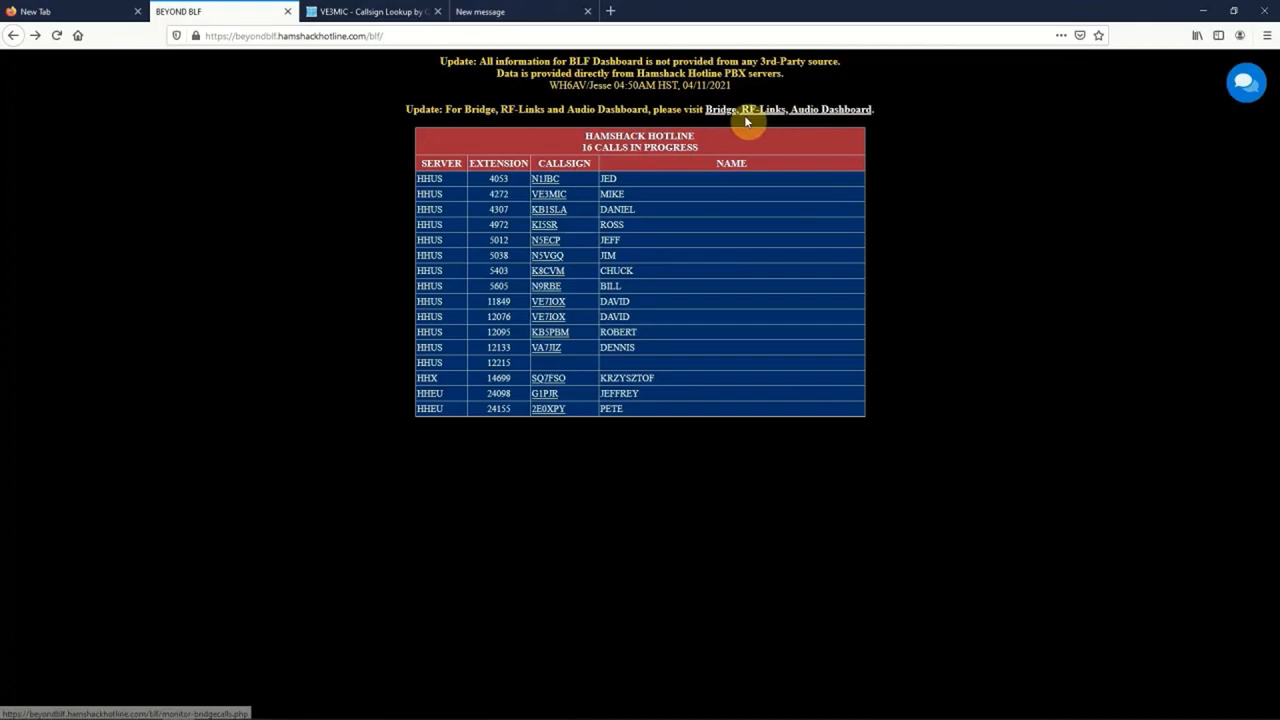 New Tab
BEYOND BLF
VE3MIC - Callsign Lookup by
New message
https://beyondblf.hamshackhotline.com/blf/
Update: All information for BLF Dashboard is not provided from any 3rd-Party source.
Data is provided directly from Hamshack Hotline PBX servers.
WH6AV/Jesse 04:50AM HST, 04/11/2021
Update: For Bridge, RF-Links and Audio Dashboard, please visit Bridge, RF-Links, Audio Dashboard.
HAMSHACK HOTLINE
16 CALLS IN PROGRESS
SERVER EXTENSION CALLSIGN NAME
HHUS 4053 N1JBC JED
HHUS 4272 VE3MIC MIKE
HHUS 4307 KB1SLA DANIEL
HHUS 4972 KI5SR ROSS
HHUS 5012 N5ECP JEFF
HHUS 5038 N5VGQ JIM
HHUS 5403 K8CVM CHUCK
HHUS 5605 N9RBE BILL
HHUS 11849 VE7IOX DAVID
HHUS 12076 VE7IOX DAVID
HHUS 12095 KB5PBM ROBERT
HHUS 12133 VA7JIZ DENNIS
HHUS 12215
HHX 14699 SQ7FSO KRZYSZTOF
HHEU 24098 G1PJR JEFFREY
HHEU 24155 2E0XPY PETE
https://beyondblf.hamshackhotline.com/blf/monitor-bridgecalls.php